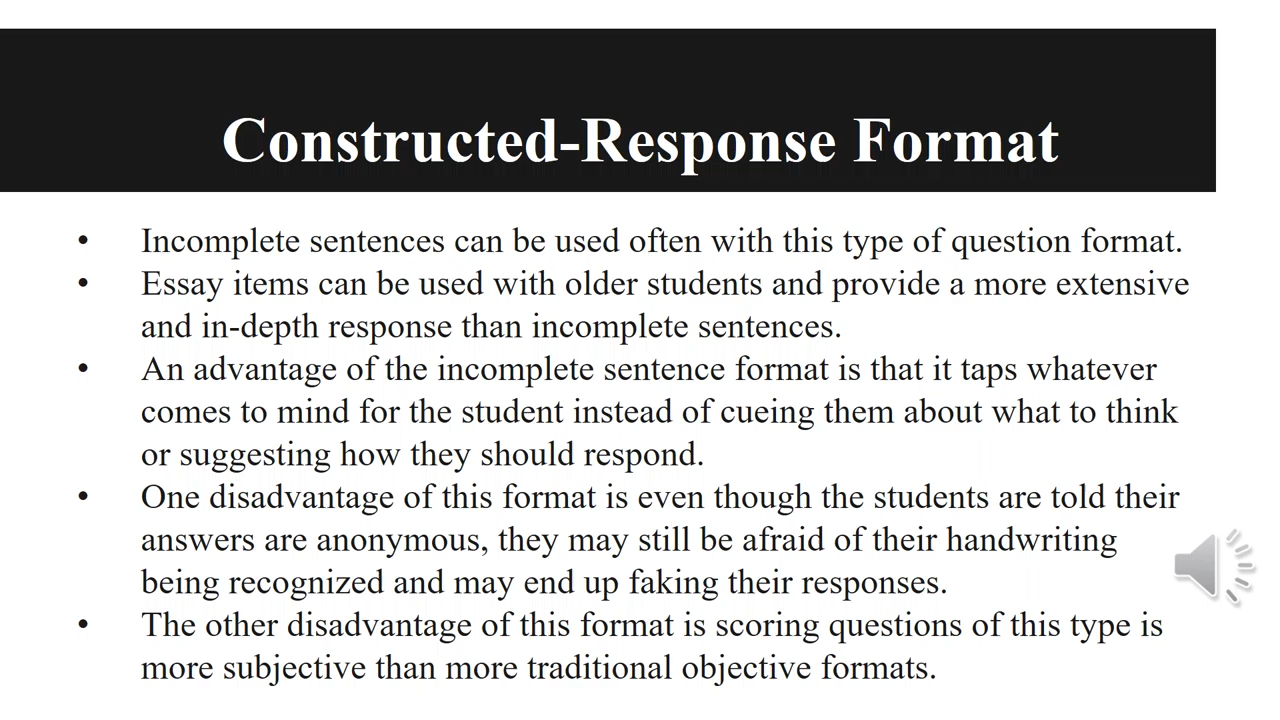 Constructed-Response Format
• Incomplete sentences can be used often with this type of question format.
• Essay items can be used with older students and provide a more extensive
and in-depth response than incomplete sentences.
• An advantage of the incomplete sentence format is that it taps whatever
comes to mind for the student instead of cueing them about what to think
or suggesting how they should respond.
• One disadvantage of this format is even though the students are told their
answers are anonymous, they may still be afraid of their handwriting
being recognized and may end up faking their responses.
• The other disadvantage of this format is scoring questions of this type is
more subjective than more traditional objective formats.